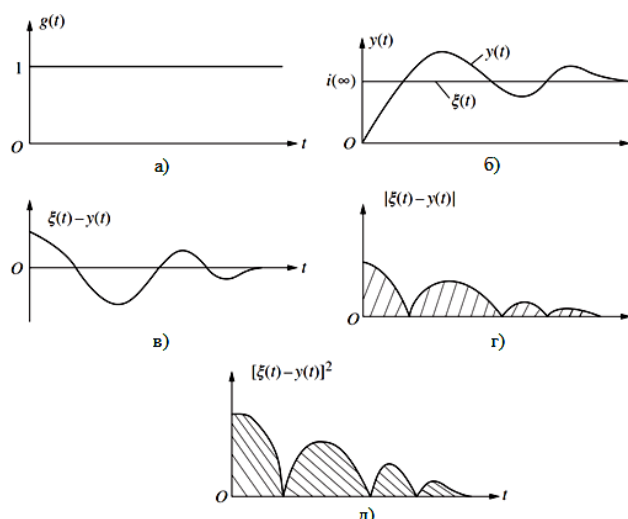 g(t)
1
O
t
а)
y(t)
y(t)
i(∞)
ξ(t)
O
б)
ξ(t) – y(t)
O
t
в)
|ξ(t) – y(t)|
O
г)
[ξ(t) – y(t)]²
O
t
д)